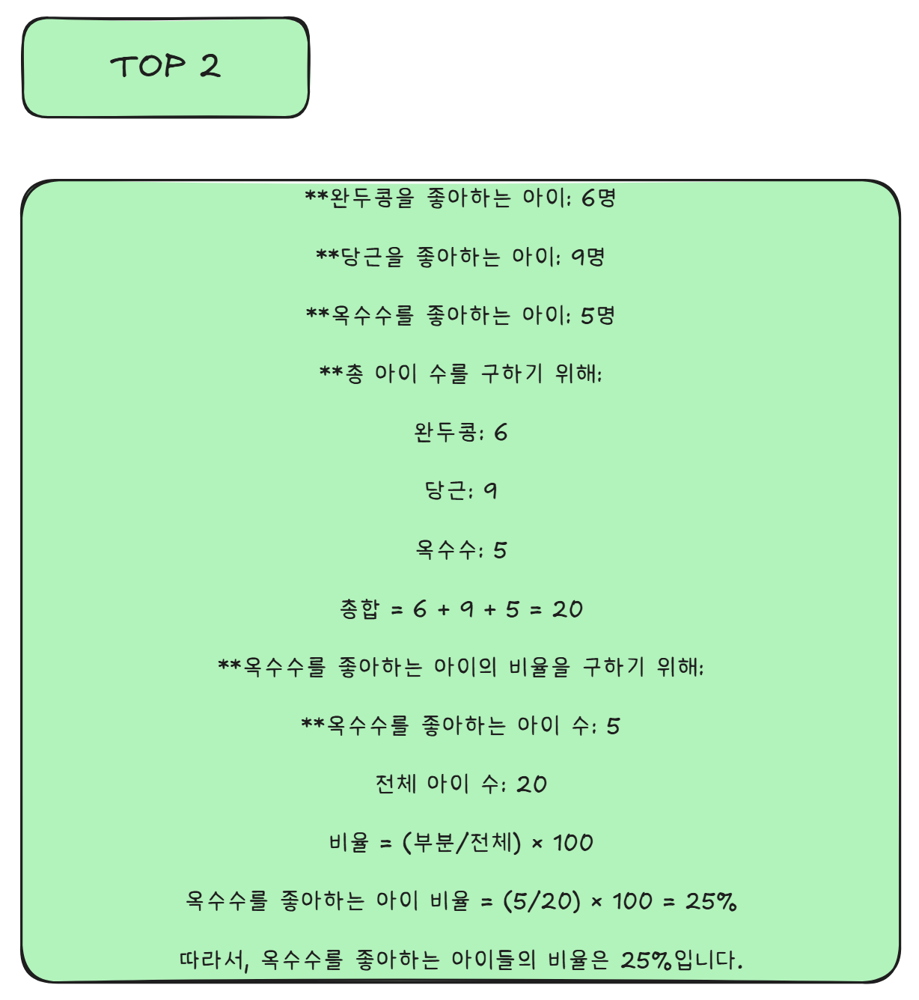 TOP 2
**완두콩을 좋아하는 아이: 6명
**당근을 좋아하는 아이: 9명
**옥수수를 좋아하는 아이: 5명
**총 아이 수를 구하기 위해:
완두콩: 6
당근: 9
옥수수: 5
총합 = 6 + 9 + 5 = 20
**옥수수를 좋아하는 아이의 비율을 구하기 위해:
**옥수수를 좋아하는 아이 수: 5
전체 아이 수: 20
비율 = (부분/전체) × 100
옥수수를 좋아하는 아이 비율 = (5/20) × 100 = 25%
따라서, 옥수수를 좋아하는 아이들의 비율은 25%입니다.